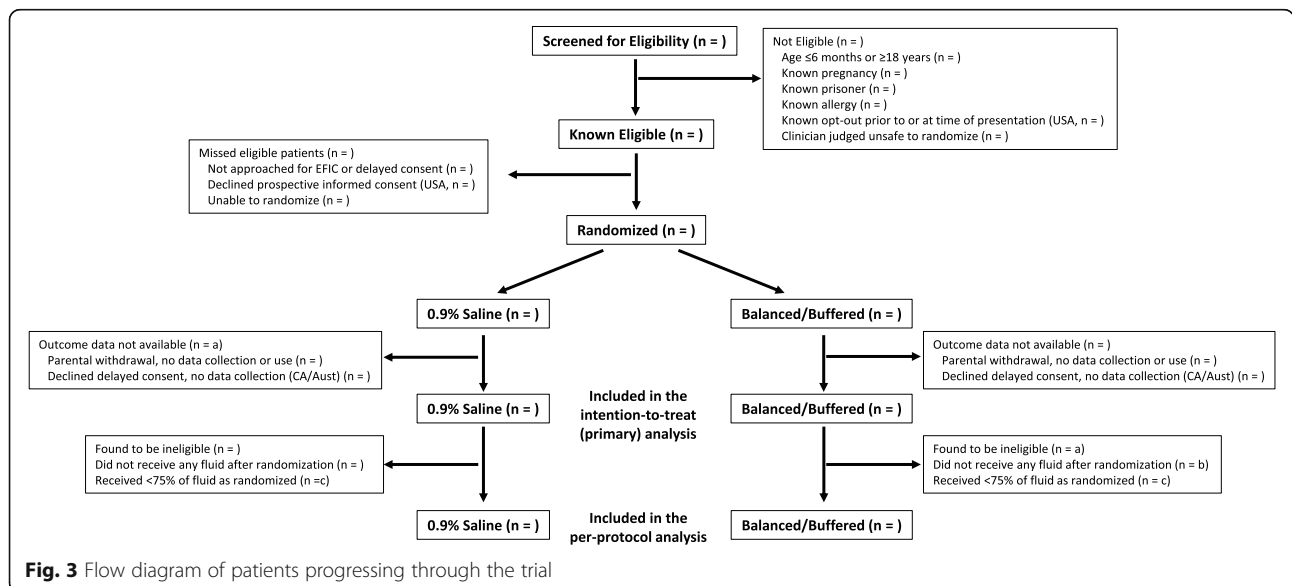 Screened for Eligibility (n = )
Not Eligible (n = )
Age ≤6 months or ≥18 years (n = )
Known pregnancy (n = )
Known prisoner (n = )
Known allergy (n = )
Known opt-out prior to or at time of presentation (USA, n = )
Clinician judged unsafe to randomize (n = )
Known Eligible (n = )
Missed eligible patients (n = )
Not approached for EFIC or delayed consent (n = )
Declined prospective informed consent (USA, n = )
Unable to randomize (n = )
Randomized (n = )
0.9% Saline (n = )
Balanced/Buffered (n = )
Outcome data not available (n = a)
Parental withdrawal, no data collection or use (n = )
Declined delayed consent, no data collection (CA/Aust) (n = )
Outcome data not available (n = )
Parental withdrawal, no data collection or use (n = )
Declined delayed consent, no data collection (CA/Aust) (n = )
0.9% Saline (n = )
Included in the
intention-to-treat
(primary) analysis
Balanced/Buffered (n = )
Found to be ineligible (n = )
Did not receive any fluid after randomization (n = )
Received <75% of fluid as randomized (n =c)
Found to be ineligible (n = a)
Did not receive any fluid after randomization (n = b)
Received <75% of fluid as randomized (n = c)
0.9% Saline (n = )
Included in the
per-protocol analysis
Balanced/Buffered (n = )
Fig. 3 Flow diagram of patients progressing through the trial